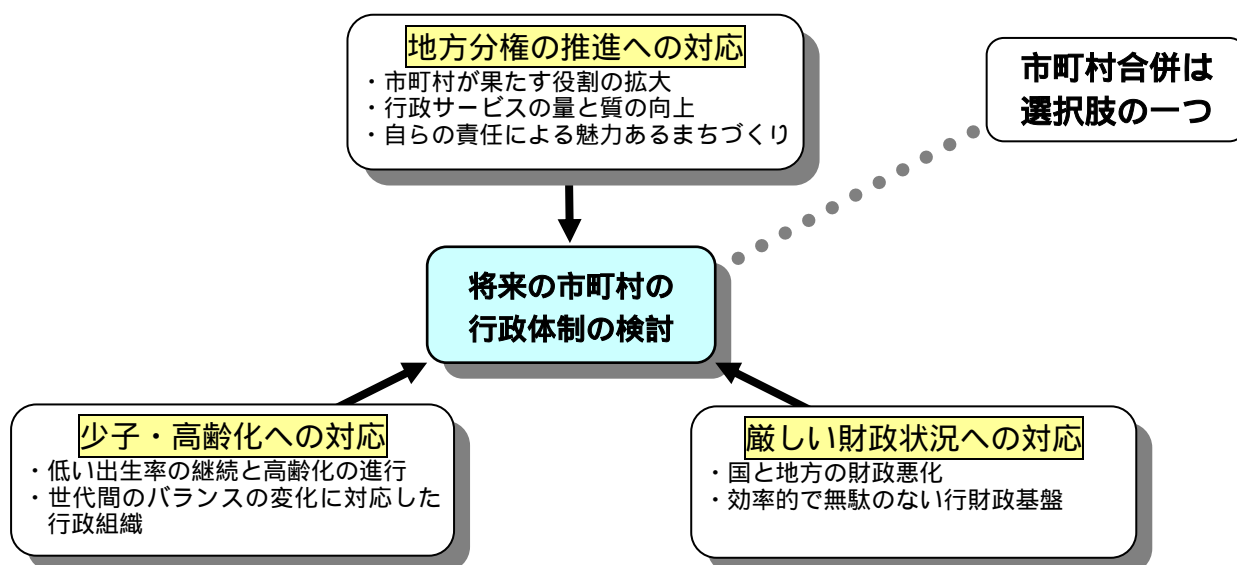 地方分権の推進への対応
・市町村が果たす役割の拡大
・行政サービスの量と質の向上
・自らの責任による魅力あるまちづくり
市町村合併は
選択肢の一つ
将来の市町村の
行政体制の検討
少子・高齢化への対応
・低い出生率の継続と高齢化の進行
・世代間のバランスの変化に対応した
行政組織
厳しい財政状況への対応
・国と地方の財政悪化
・効率的で無駄のない行財政基盤